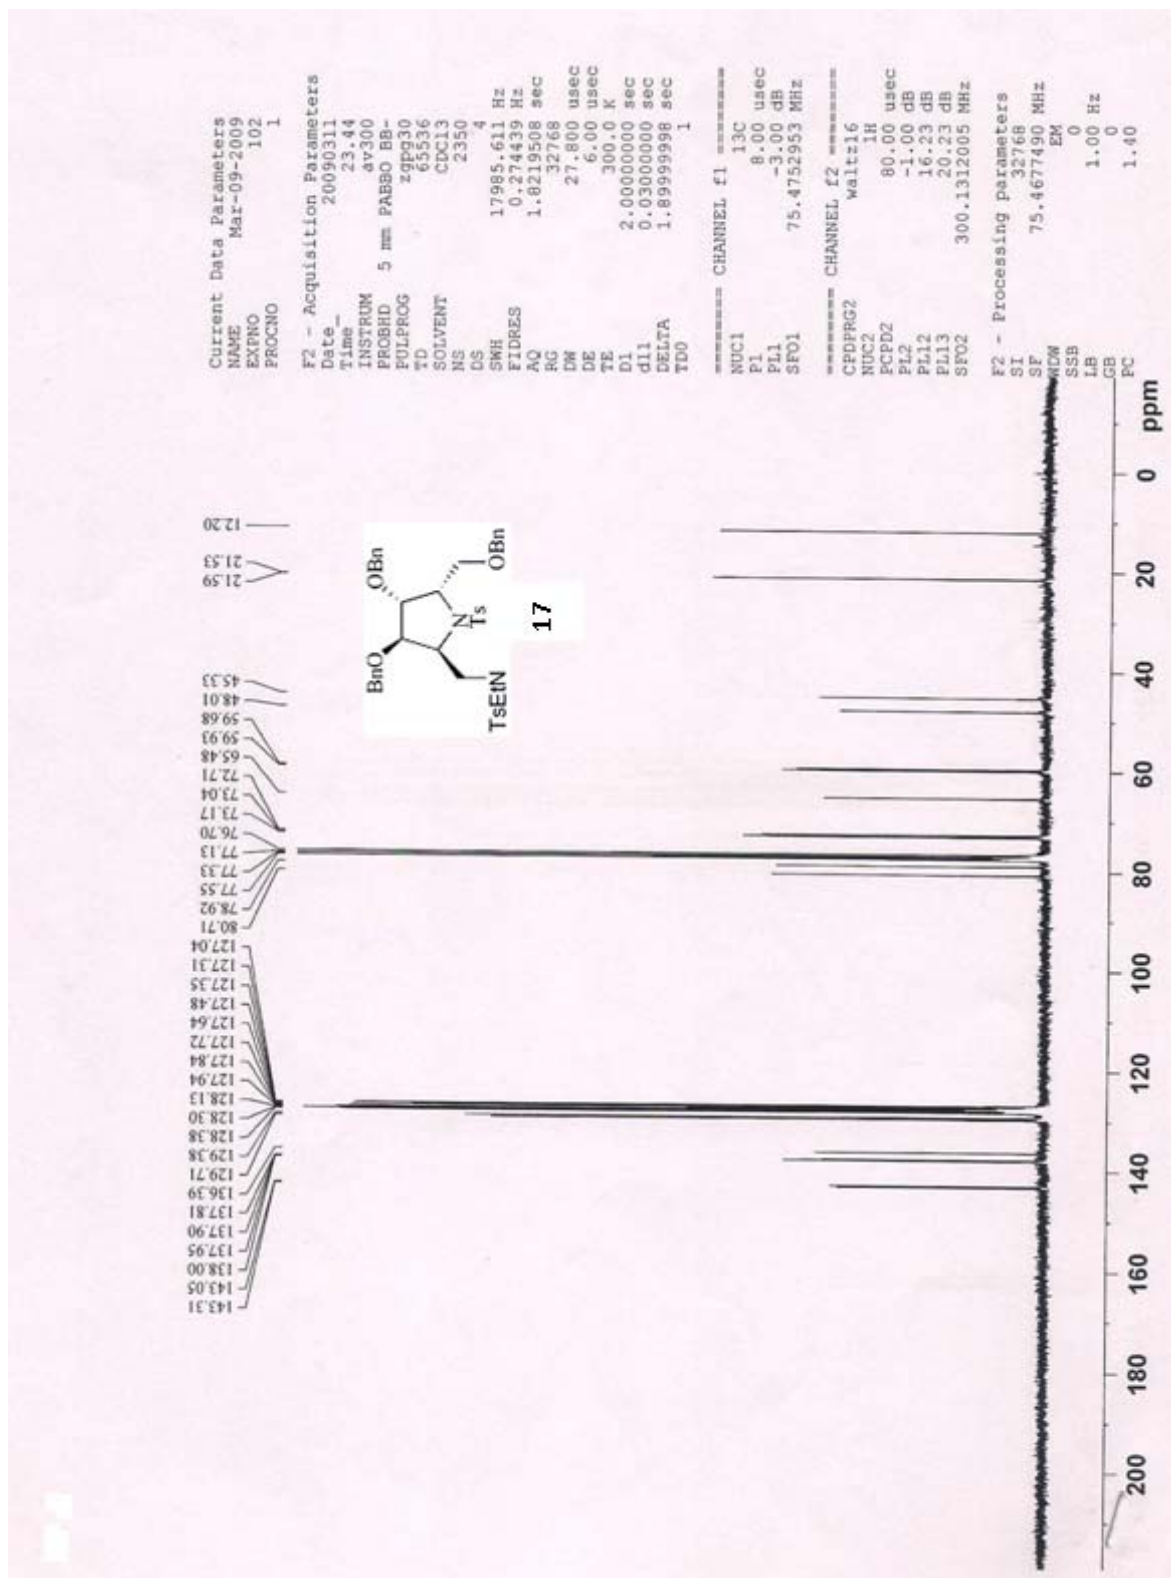 Current Data Parameters
NAME Mar-09-2009
EXPNO 102
PROCNO 1
F2 - Acquisition Parameters
Date_ 20090311
Time 23.44
INSTRUM av300
PROBHD 5 mm PABBO BB-
PULPROG zgpg30
TD 65536
SOLVENT CDCl3
NS 2350
DS 4
SWH 17985.611 Hz
FIDRES 0.274439 Hz
AQ 1.8219508 sec
RG 32768
DW 27.800 usec
DE 6.00 usec
TE 300.0 K
D1 2.00000000 sec
d11 0.03000000 sec
DELTA 1.89999998 sec
TD0 1
======== CHANNEL f1 ========
NUC1 13C
P1 8.00 usec
PL1 -3.00 dB
SFO1 75.4752953 MHz
======== CHANNEL f2 ========
CPDPRG2 waltz16
NUC2 1H
PCPD2 80.00 usec
PL2 -1.00 dB
PL12 16.23 dB
PL13 20.23 dB
SFO2 300.1312005 MHz
F2 - Processing parameters
SI 32768
SF 75.4677490 MHz
WDW EM
SSB 0
LB 1.00 Hz
GB 0
PC 1.40
143.31
143.05
138.00
137.95
137.90
137.81
136.39
129.71
129.38
128.38
128.30
128.13
127.94
127.84
127.72
127.64
127.48
127.35
127.31
127.04
80.71
78.92
77.55
77.33
77.13
76.70
73.17
73.04
72.71
65.48
59.93
59.68
48.01
45.33
21.59
21.53
12.20
BnO
OBn
TsEtN
N
Ts
OBn
17
200 180 160 140 120 100 80 60 40 20 0 ppm